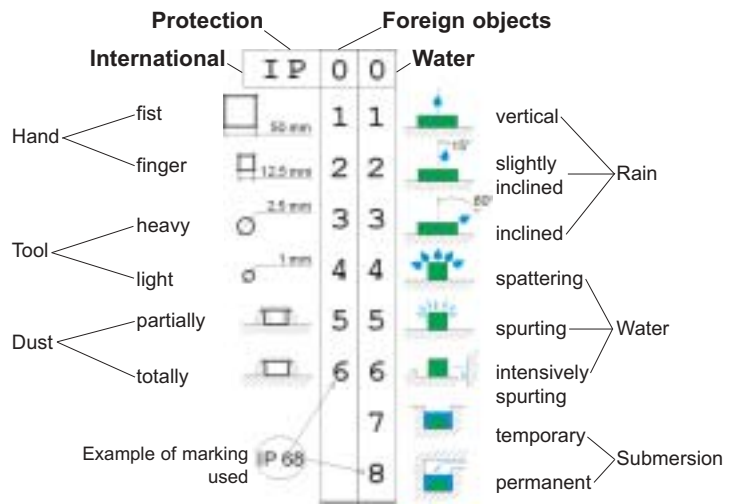 Protection
Foreign objects
International
IP
0
0
Water
Hand
fist
50 mm
1
1
vertical
finger
12.5 mm
2
2
15°
slightly
inclined
Rain
Tool
heavy
2.5 mm
3
3
60°
inclined
light
1 mm
4
4
spattering
Dust
partially
5
5
spurting
Water
totally
6
6
intensively
spurting
7
temporary
Example of marking
used
IP 68
8
permanent
Submersion